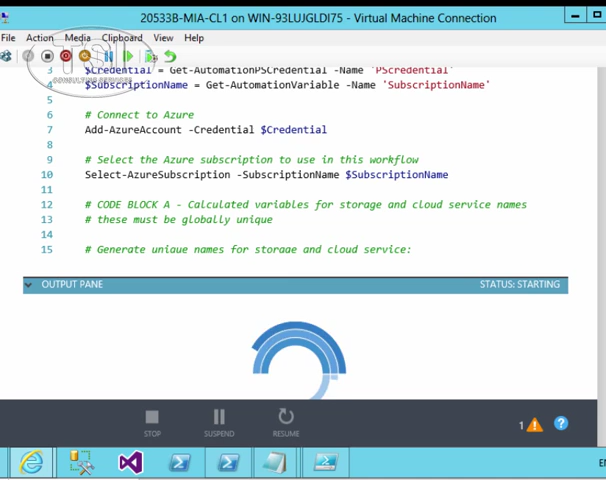 20533B-MIA-CL1 on WIN-93LUJGLDI75 - Virtual Machine Connection
File Action Media Clipboard View Help
TSI
CONSULTING SERVICES
3 $Credential = Get-AutomationPSCredential -Name 'PScredential'
4 $SubscriptionName = Get-AutomationVariable -Name 'SubscriptionName'
5
6 # Connect to Azure
7 Add-AzureAccount -Credential $Credential
8
9 # Select the Azure subscription to use in this workflow
10 Select-AzureSubscription -SubscriptionName $SubscriptionName
11
12 # CODE BLOCK A - Calculated variables for storage and cloud service names
13 # these must be globally unique
14
15 # Generate unique names for storage and cloud service:
OUTPUT PANE STATUS: STARTING
STOP SUSPEND RESUME 1
EN